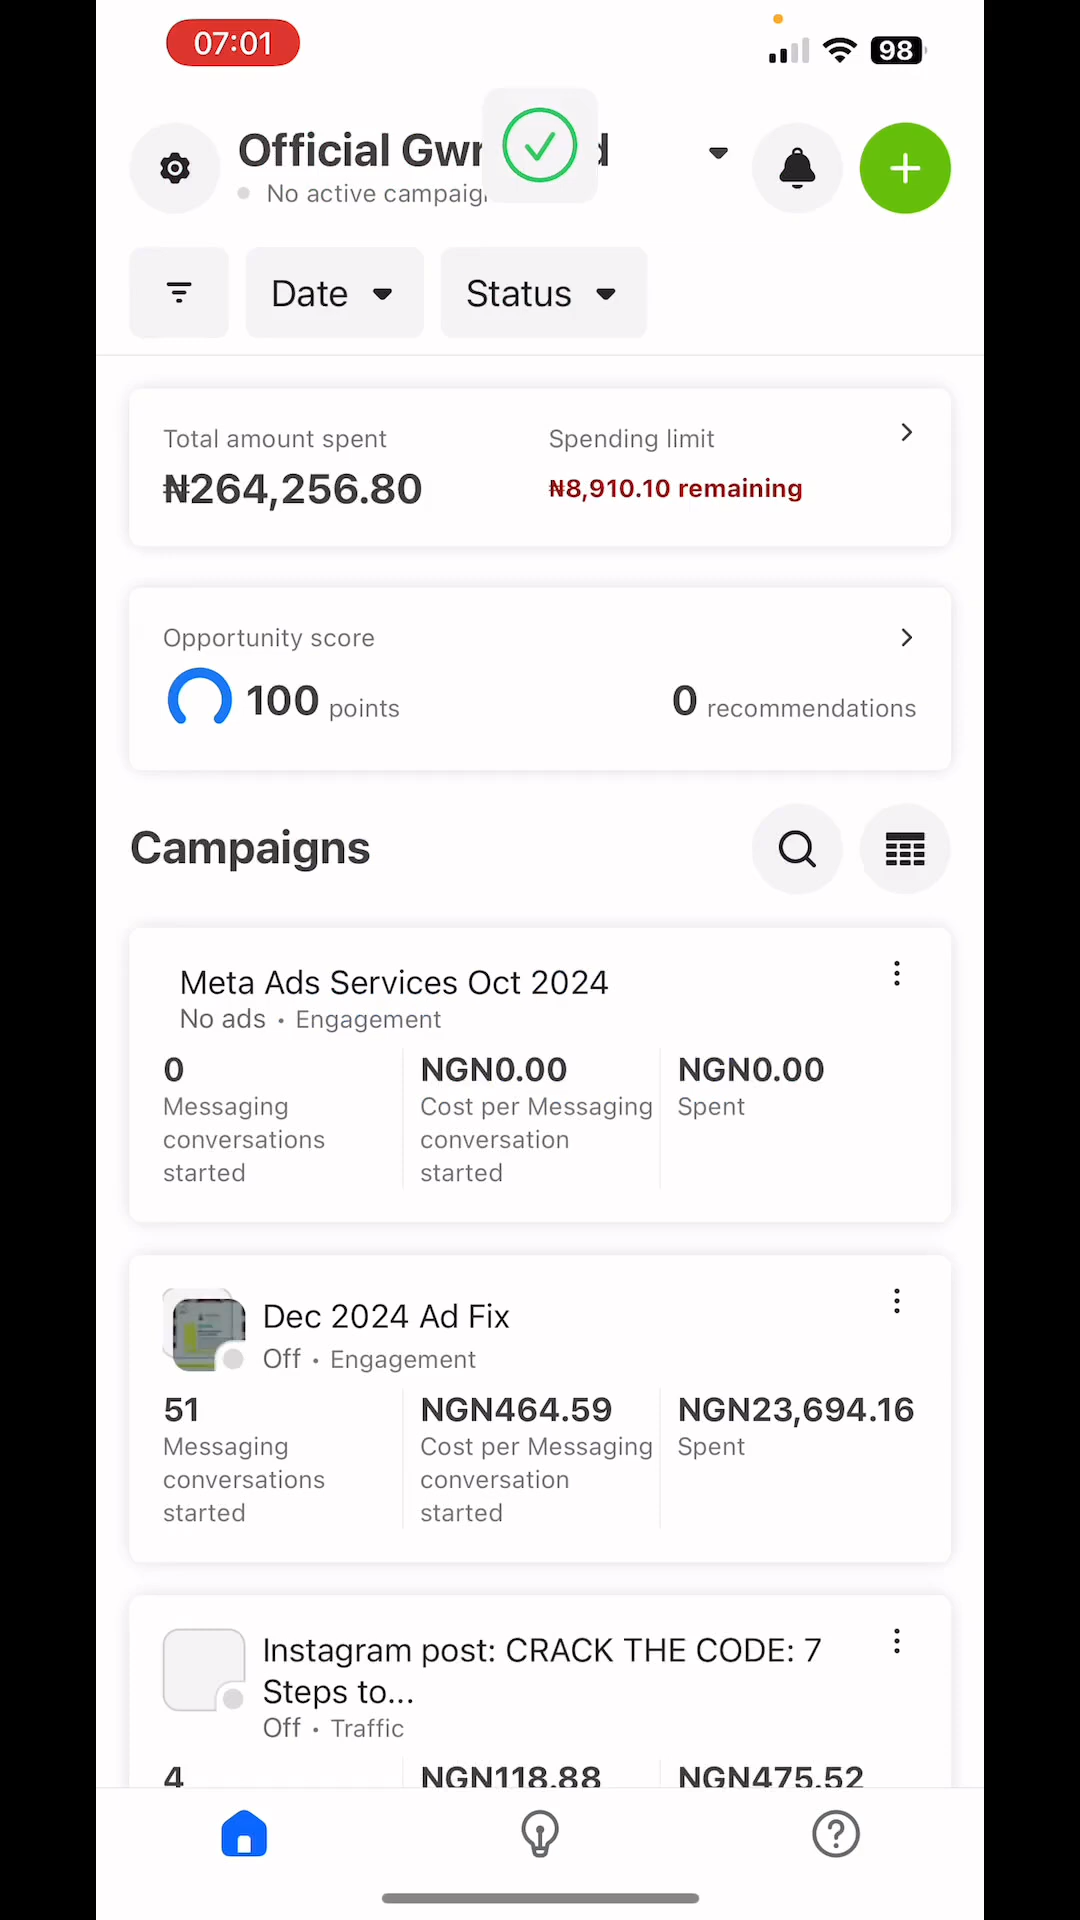 07:01
98
Official Gwr
No active campaig
Date
Status
Total amount spent
Spending limit
₦264,256.80
₦8,910.10 remaining
Opportunity score
100 points
0 recommendations
Campaigns
Meta Ads Services Oct 2024
No ads • Engagement
0
NGN0.00
NGN0.00
Messaging conversations started
Cost per Messaging conversation started
Spent
Dec 2024 Ad Fix
Off • Engagement
51
NGN464.59
NGN23,694.16
Messaging conversations started
Cost per Messaging conversation started
Spent
Instagram post: CRACK THE CODE: 7
Steps to...
Off • Traffic
4
NGN118.88
NGN475.52